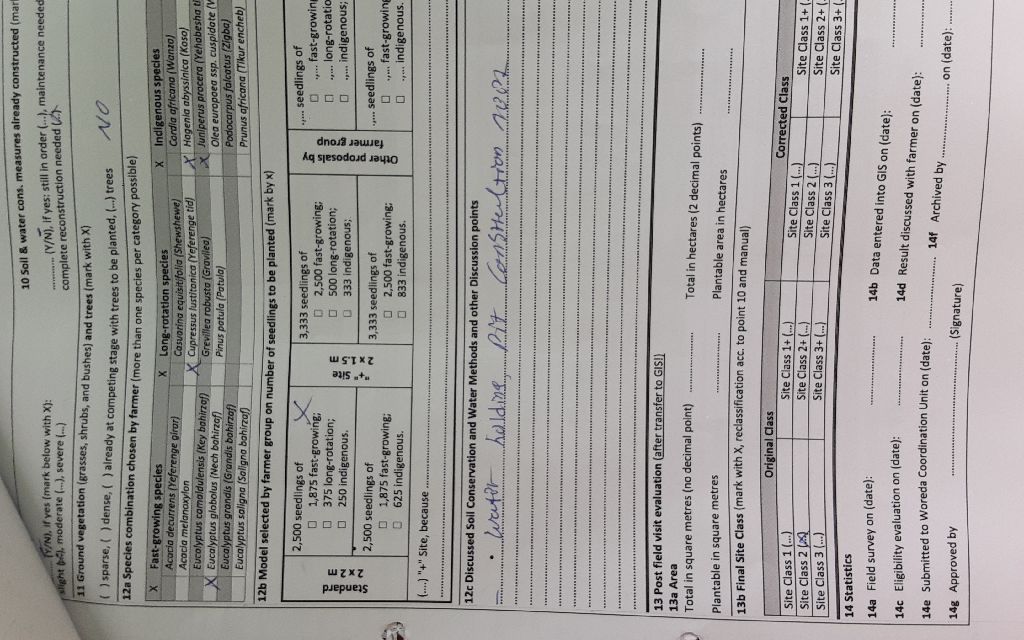 10 Soil & water cons. measures already constructed (mar
(Y/N), if yes (mark below with X):
........ (Y/N), if yes: still in order (...), maintenance needed
slight, moderate (...), severe (...)
complete reconstruction needed
11 Ground vegetation (grasses, shrubs, and bushes) and trees (mark with X)
( ) sparse, ( ) dense, ( ) already at competing stage with trees to be planted, (...) trees NO
12a Species combination chosen by farmer (more than one species per category possible)
X Fast-growing species X Long-rotation species X Indigenous species
Acacia decurrens (Yeferenge girar) Casuarina equisitifolia (Shewshewe) Cordia africana (Wanza)
Acacia melanoxylon X Cupressus lustitanica (Yeferenge tid) X Hagenia abyssinica (Koso)
Eucalyptus camaldulensis (Key bahirzaf) Grevillea robusta (Gravilea) X Juniperus procera (Yehabesha ti
X Eucalyptus globulus (Nech bahirzaf) Pinus patula (Patula) Olea europaea ssp. cuspidate (W
Eucalyptus grandis (Grandis bahirzaf) Podocarpus falcatus (Zigba)
Eucalyptus saligna (Saligna bahirzaf) Prunus africana (Tikur encheb)
12b Model selected by farmer group on number of seedlings to be planted (mark by x)
Standard 2 x 2 m
2,500 seedlings of
☐ 1,875 fast-growing; X
☐ 375 long-rotation;
☐ 250 indigenous.
2,500 seedlings of
☐ 1,875 fast-growing;
☐ 625 indigenous.
"+" Site 2 x 1.5 m
3,333 seedlings of
☐ 2,500 fast-growing;
☐ 500 long-rotation;
☐ 333 indigenous;
3,333 seedlings of
☐ 2,500 fast-growing;
☐ 833 indigenous.
Other proposals by farmer group
..... seedlings of
☐ ..... fast-growin
☐ ..... long-rotatio
☐ ..... indigenous;
..... seedlings of
☐ ..... fast-growing
☐ ..... indigenous.
(....) "+" Site, because
12c Discussed Soil Conservation and Water Methods and other Discussion points
• water holding, pit
13 Post field visit evaluation (after transfer to GIS!)
13a Area
Total in square metres (no decimal point) .......... Total in hectares (2 decimal points) ..........
Plantable in square metres .......... Plantable area in hectares ..........
13b Final Site Class (mark with X, reclassification acc. to point 10 and manual)
Original Class Corrected Class
Site Class 1 (...) Site Class 1+ (...) Site Class 1 (...) Site Class 1+ (.
Site Class 2 (X) Site Class 2+ (...) Site Class 2 (...) Site Class 2+ (.
Site Class 3 (...) Site Class 3+ (...) Site Class 3 (...) Site Class 3+ (.
14 Statistics
14a Field survey on (date): .......... 14b Data entered into GIS on (date): ..........
14c Eligibility evaluation on (date): .......... 14d Result discussed with farmer on (date): ..........
14e Submitted to Woreda Coordination Unit on (date): .......... 14f Archived by .......... on (date):
14g Approved by .......... (Signature)